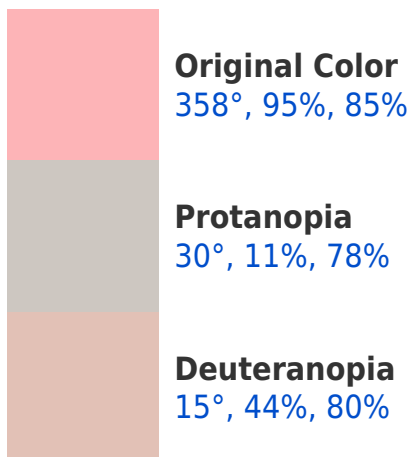 Original Color
358°, 95%, 85%
Protanopia
30°, 11%, 78%
Deuteranopia
15°, 44%, 80%